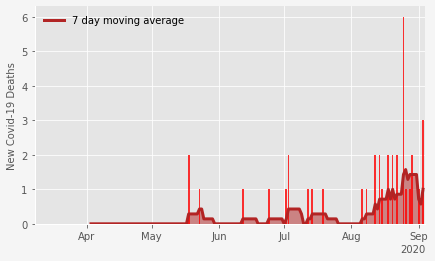 7 day moving average
New Covid-19 Deaths
6
5
4
3
2
1
0
Apr
May
Jun
Jul
Aug
Sep
2020